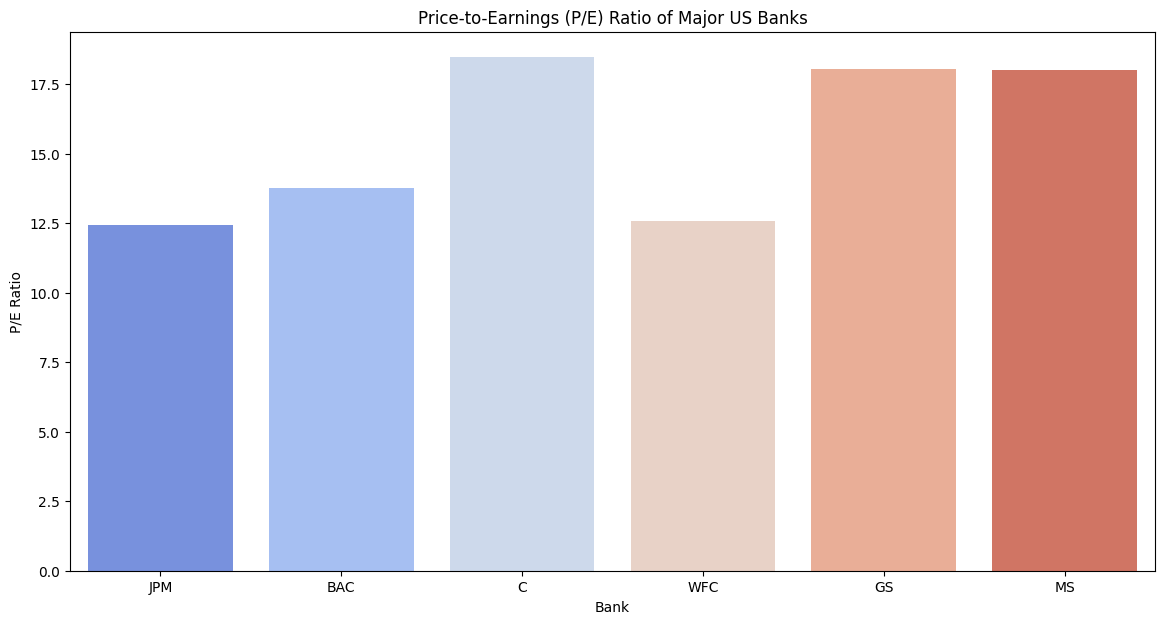 Price-to-Earnings (P/E) Ratio of Major US Banks
P/E Ratio
17.5
15.0
12.5
10.0
7.5
5.0
2.5
0.0
JPM BAC C WFC GS MS
Bank